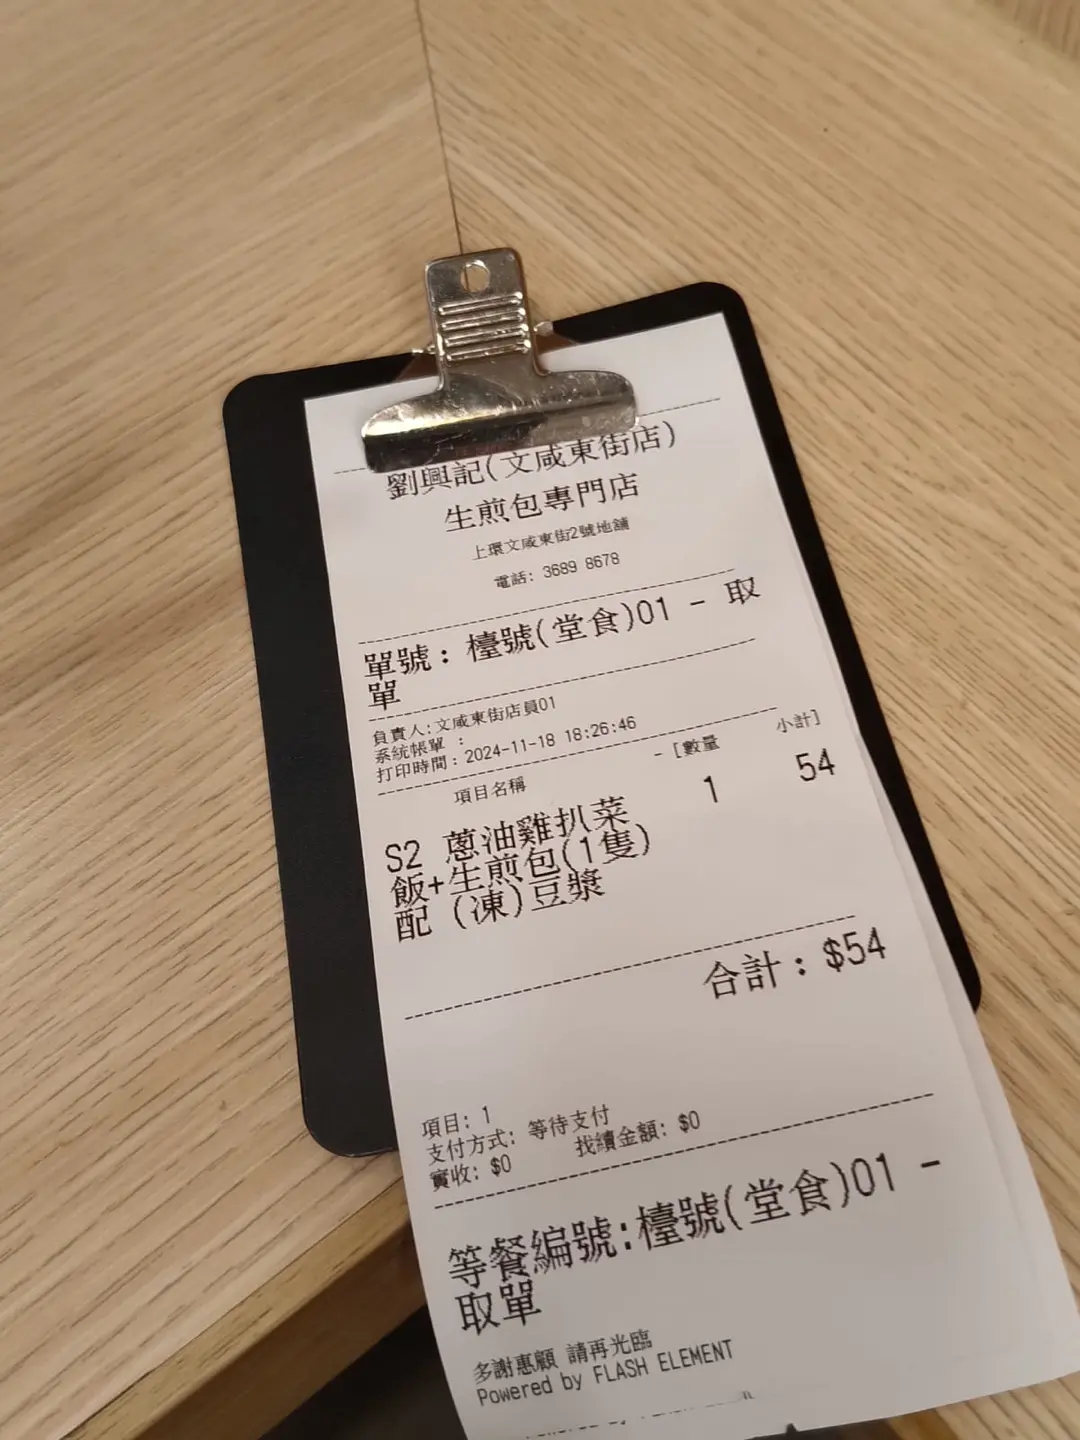 劉興記(文咸東街店)
生煎包專門店
上環文咸東街2號地舖
電話: 3689 8678
單號: 檯號(堂食)01 - 取
單
負責人:文咸東街店員01
系統帳單 :
打印時間:2024-11-18 18:26:46
項目名稱 - [數量 小計]
S2 蔥油雞扒菜 1 54
飯+生煎包(1隻)
配 (凍)豆漿
合計: $54
項目: 1
支付方式: 等待支付
實收: $0 找續金額: $0
等餐編號:檯號(堂食)01 -
取單
多謝惠顧 請再光臨
Powered by FLASH ELEMENT